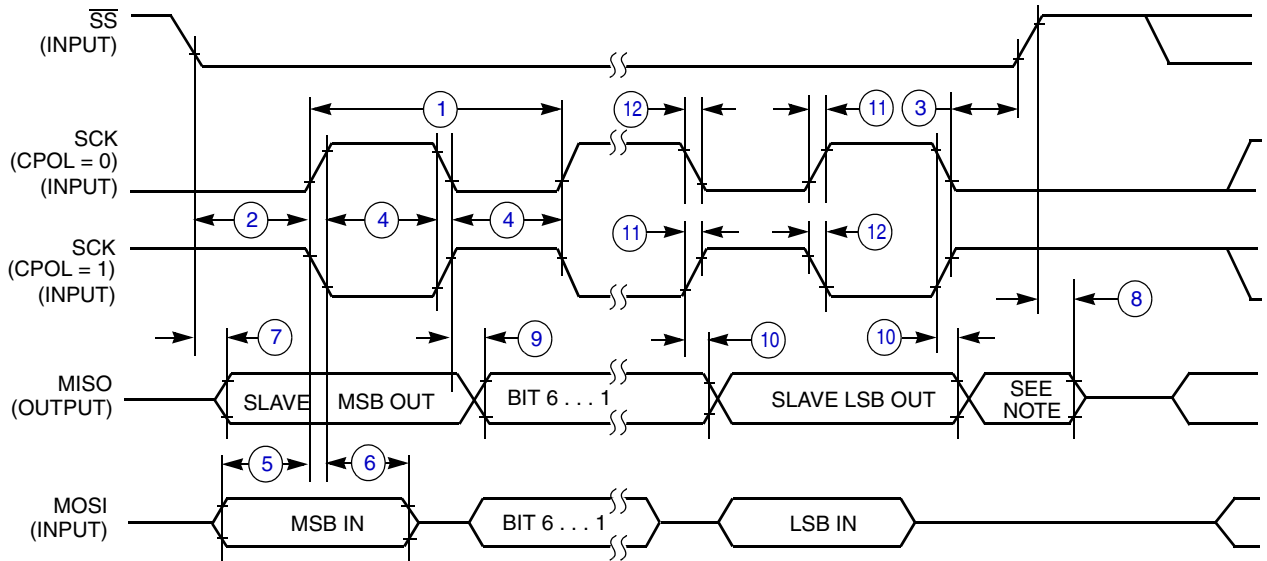 SS
(INPUT)
1
12
11
3
SCK
(CPOL = 0)
(INPUT)
2
4
4
11
12
SCK
(CPOL = 1)
(INPUT)
8
7
9
10
10
MISO
(OUTPUT)
SLAVE MSB OUT
BIT 6 . . . 1
SLAVE LSB OUT
SEE
NOTE
5
6
MOSI
(INPUT)
MSB IN
BIT 6 . . . 1
LSB IN